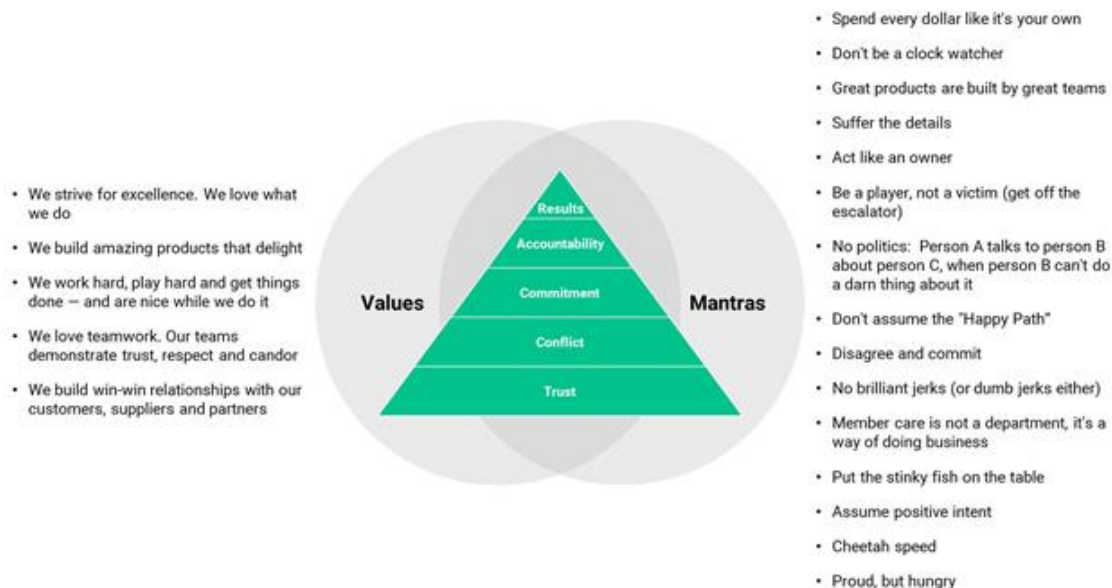 • We strive for excellence. We love what
we do
• We build amazing products that delight
• We work hard, play hard and get things
done — and are nice while we do it
• We love teamwork. Our teams
demonstrate trust, respect and candor
• We build win-win relationships with our
customers, suppliers and partners
Values
Results
Accountability
Commitment
Conflict
Trust
Mantras
• Spend every dollar like it's your own
• Don't be a clock watcher
• Great products are built by great teams
• Suffer the details
• Act like an owner
• Be a player, not a victim (get off the
escalator)
• No politics:  Person A talks to person B
about person C, when person B can't do
a darn thing about it
• Don't assume the "Happy Path"
• Disagree and commit
• No brilliant jerks (or dumb jerks either)
• Member care is not a department, it's a
way of doing business
• Put the stinky fish on the table
• Assume positive intent
• Cheetah speed
• Proud, but hungry